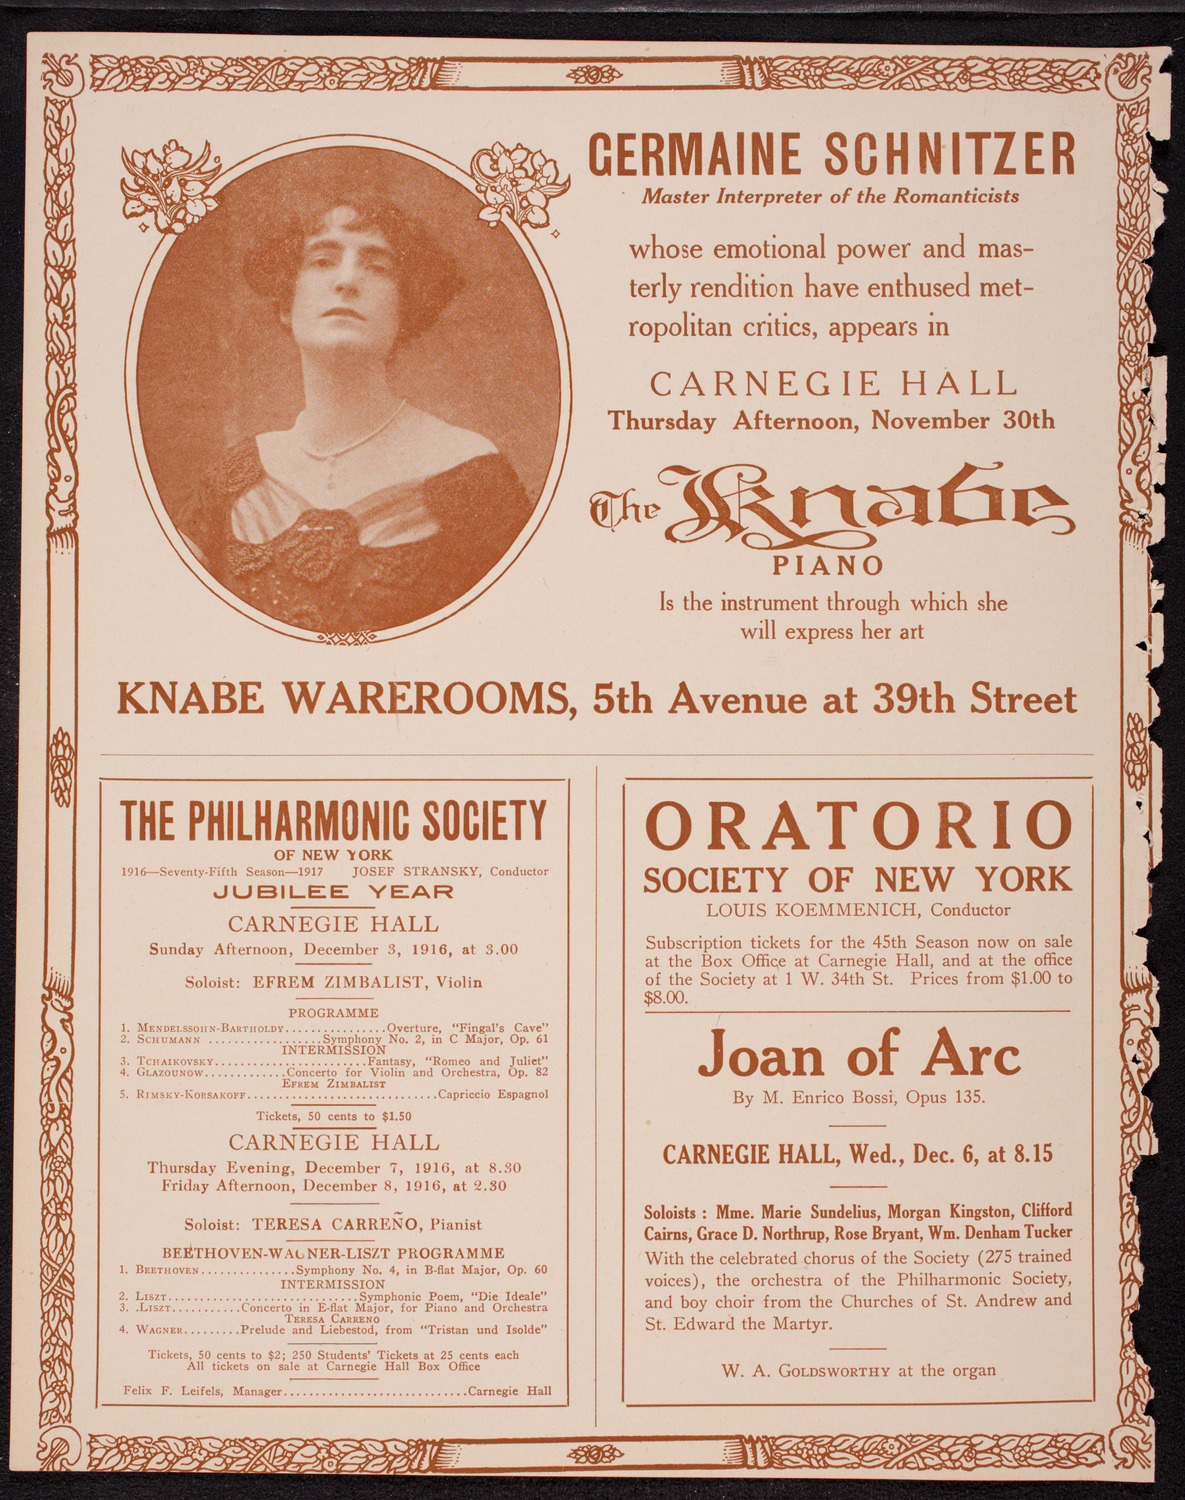 GERMAINE SCHNITZER
Master Interpreter of the Romanticists
whose emotional power and mas-
terly rendition have enthused met-
ropolitan critics, appears in
CARNEGIE HALL
Thursday Afternoon, November 30th
The Knabe
PIANO
Is the instrument through which she
will express her art
KNABE WAREROOMS, 5th Avenue at 39th Street
THE PHILHARMONIC SOCIETY
OF NEW YORK
1916—Seventy-Fifth Season—1917 JOSEF STRANSKY, Conductor
JUBILEE YEAR
CARNEGIE HALL
Sunday Afternoon, December 3, 1916, at 3.00
Soloist: EFREM ZIMBALIST, Violin
PROGRAMME
1. MENDELSSOHN-BARTHOLDY................Overture, "Fingal's Cave"
2. SCHUMANN ..................Symphony No. 2, in C Major, Op. 61
INTERMISSION
3. TCHAIKOVSKY........................Fantasy, "Romeo and Juliet"
4. GLAZOUNOW.............Concerto for Violin and Orchestra, Op. 82
EFREM ZIMBALIST
5. RIMSKY-KORSAKOFF..............................Capriccio Espagnol
Tickets, 50 cents to $1.50
CARNEGIE HALL
Thursday Evening, December 7, 1916, at 8.30
Friday Afternoon, December 8, 1916, at 2.30
Soloist: TERESA CARREÑO, Pianist
BEETHOVEN-WAGNER-LISZT PROGRAMME
1. BEETHOVEN...............Symphony No. 4, in B-flat Major, Op. 60
INTERMISSION
2. LISZT..............................Symphonic Poem, "Die Ideale"
3. .LISZT...........Concerto in E-flat Major, for Piano and Orchestra
TERESA CARRENO
4. WAGNER.........Prelude and Liebestod, from "Tristan und Isolde"
Tickets, 50 cents to $2; 250 Students' Tickets at 25 cents each
All tickets on sale at Carnegie Hall Box Office
Felix F. Leifels, Manager............................Carnegie Hall
ORATORIO
SOCIETY OF NEW YORK
LOUIS KOEMMENICH, Conductor
Subscription tickets for the 45th Season now on sale
at the Box Office at Carnegie Hall, and at the office
of the Society at 1 W. 34th St. Prices from $1.00 to
$8.00.
Joan of Arc
By M. Enrico Bossi, Opus 135.
CARNEGIE HALL, Wed., Dec. 6, at 8.15
Soloists : Mme. Marie Sundelius, Morgan Kingston, Clifford
Cairns, Grace D. Northrup, Rose Bryant, Wm. Denham Tucker
With the celebrated chorus of the Society (275 trained
voices), the orchestra of the Philharmonic Society,
and boy choir from the Churches of St. Andrew and
St. Edward the Martyr.
W. A. GOLDSWORTHY at the organ